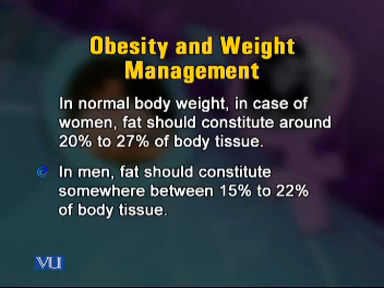 Obesity and Weight
Management
In normal body weight, in case of
women, fat should constitute around
20% to 27% of body tissue.
In men, fat should constitute
somewhere between 15% to 22%
of body tissue.
VU